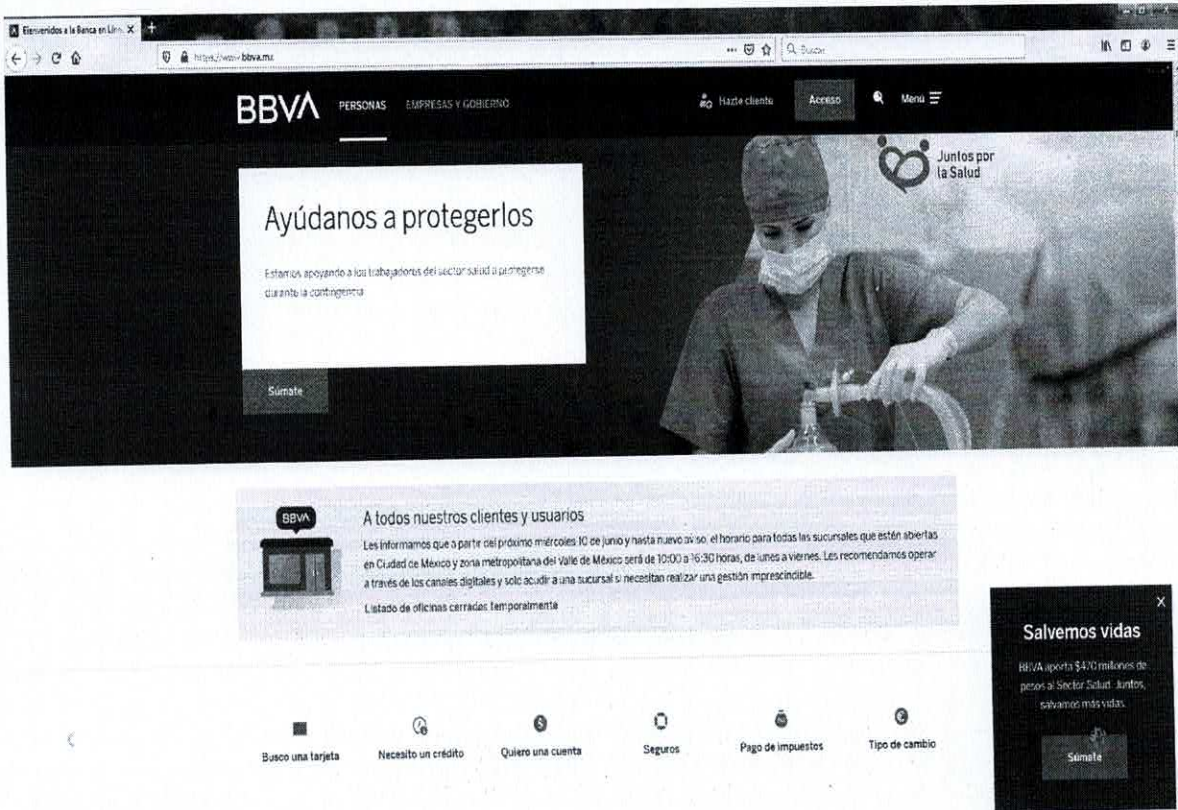 Bienvenidos a la Banca en Lín
https://www.bbva.mx
Buscar
BBVA
PERSONAS
EMPRESAS Y GOBIERNO
Hazte cliente
Acceso
Menú
Juntos por
la Salud
Ayúdanos a protegerlos
Estamos apoyando a los trabajadores del sector salud a protegerse
durante la contingencia
Súmate
BBVA
A todos nuestros clientes y usuarios
Les informamos que a partir del próximo miércoles 10 de junio y hasta nuevo aviso, el horario para todas las sucursales que estén abiertas
en Ciudad de México y zona metropolitana del Valle de México será de 10:00 a 16:30 horas, de lunes a viernes. Les recomendamos operar
a través de los canales digitales y solo acudir a una sucursal si necesitan realizar una gestión imprescindible.
Listado de oficinas cerradas temporalmente
Salvemos vidas
BBVA aporta $470 millones de
pesos al Sector Salud. Juntos,
salvamos más vidas.
Súmate
Busco una tarjeta
Necesito un crédito
Quiero una cuenta
Seguros
Pago de impuestos
Tipo de cambio